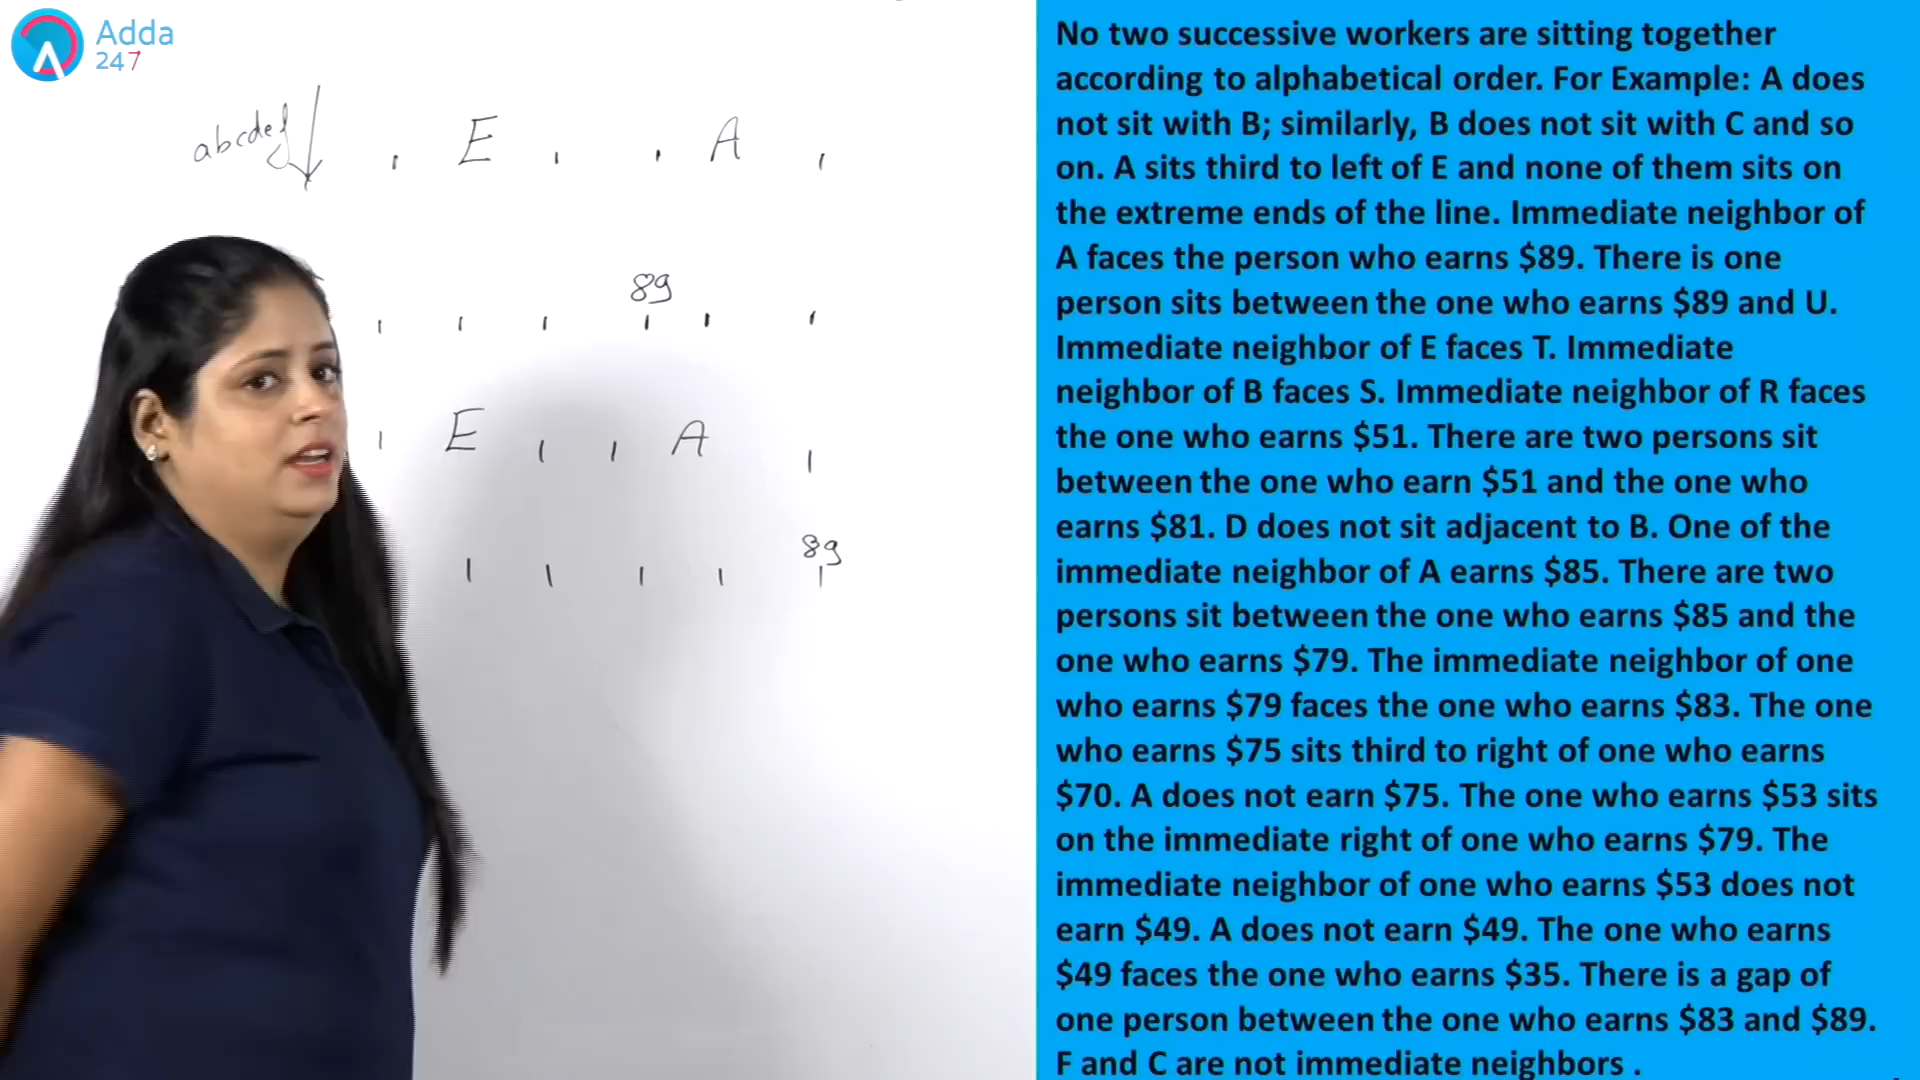 Adda
247
abcdef
E A
89
E A
89
No two successive workers are sitting together
according to alphabetical order. For Example: A does
not sit with B; similarly, B does not sit with C and so
on. A sits third to left of E and none of them sits on
the extreme ends of the line. Immediate neighbor of
A faces the person who earns $89. There is one
person sits between the one who earns $89 and U.
Immediate neighbor of E faces T. Immediate
neighbor of B faces S. Immediate neighbor of R faces
the one who earns $51. There are two persons sit
between the one who earn $51 and the one who
earns $81. D does not sit adjacent to B. One of the
immediate neighbor of A earns $85. There are two
persons sit between the one who earns $85 and the
one who earns $79. The immediate neighbor of one
who earns $79 faces the one who earns $83. The one
who earns $75 sits third to right of one who earns
$70. A does not earn $75. The one who earns $53 sits
on the immediate right of one who earns $79. The
immediate neighbor of one who earns $53 does not
earn $49. A does not earn $49. The one who earns
$49 faces the one who earns $35. There is a gap of
one person between the one who earns $83 and $89.
F and C are not immediate neighbors .